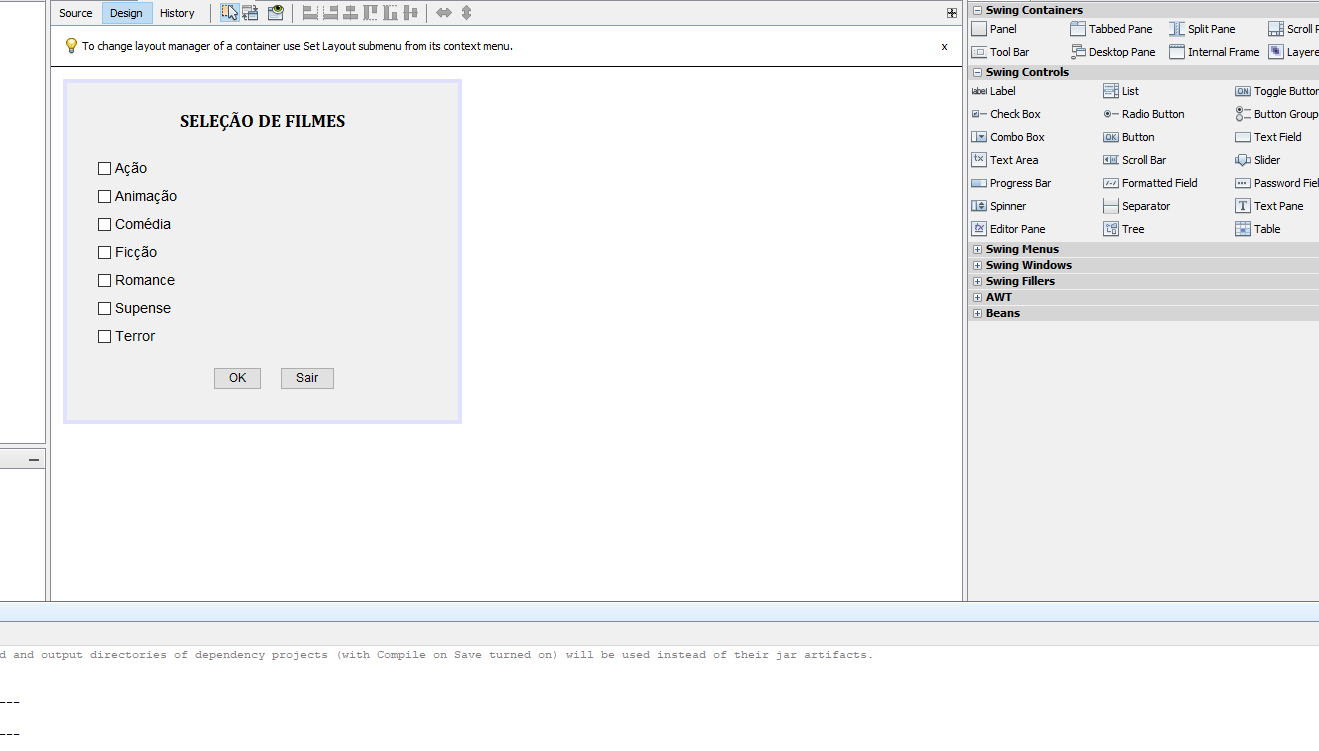 Source Design History
To change layout manager of a container use Set Layout submenu from its context menu. x
SELEÇÃO DE FILMES
Ação
Animação
Comédia
Ficção
Romance
Supense
Terror
OK Sair
Swing Containers
Panel Tabbed Pane Split Pane Scroll P
Tool Bar Desktop Pane Internal Frame Layere
Swing Controls
label Label List ON Toggle Button
Check Box Radio Button Button Group
Combo Box OK Button Text Field
Text Area Scroll Bar Slider
Progress Bar Formatted Field Password Fiel
Spinner Separator T Text Pane
Editor Pane Tree Table
Swing Menus
Swing Windows
Swing Fillers
AWT
Beans
d and output directories of dependency projects (with Compile on Save turned on) will be used instead of their jar artifacts.
---
---